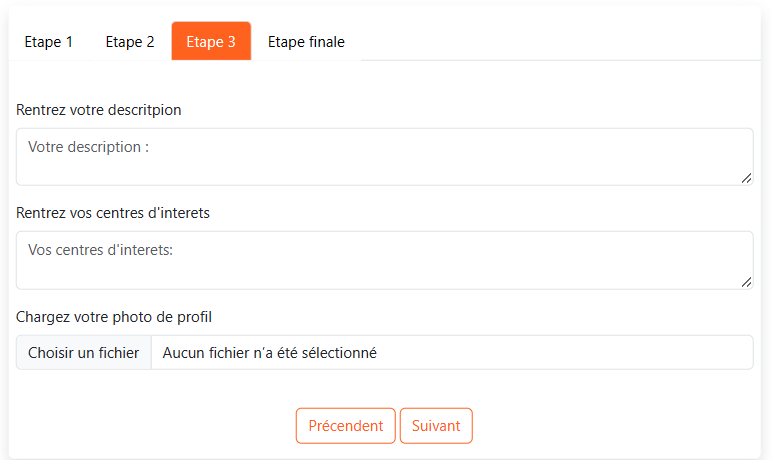 Etape 1 Etape 2 Etape 3 Etape finale
Rentrez votre descritpion
Votre description :
Rentrez vos centres d'interets
Vos centres d'interets:
Chargez votre photo de profil
Choisir un fichier Aucun fichier n’a été sélectionné
Précendent Suivant